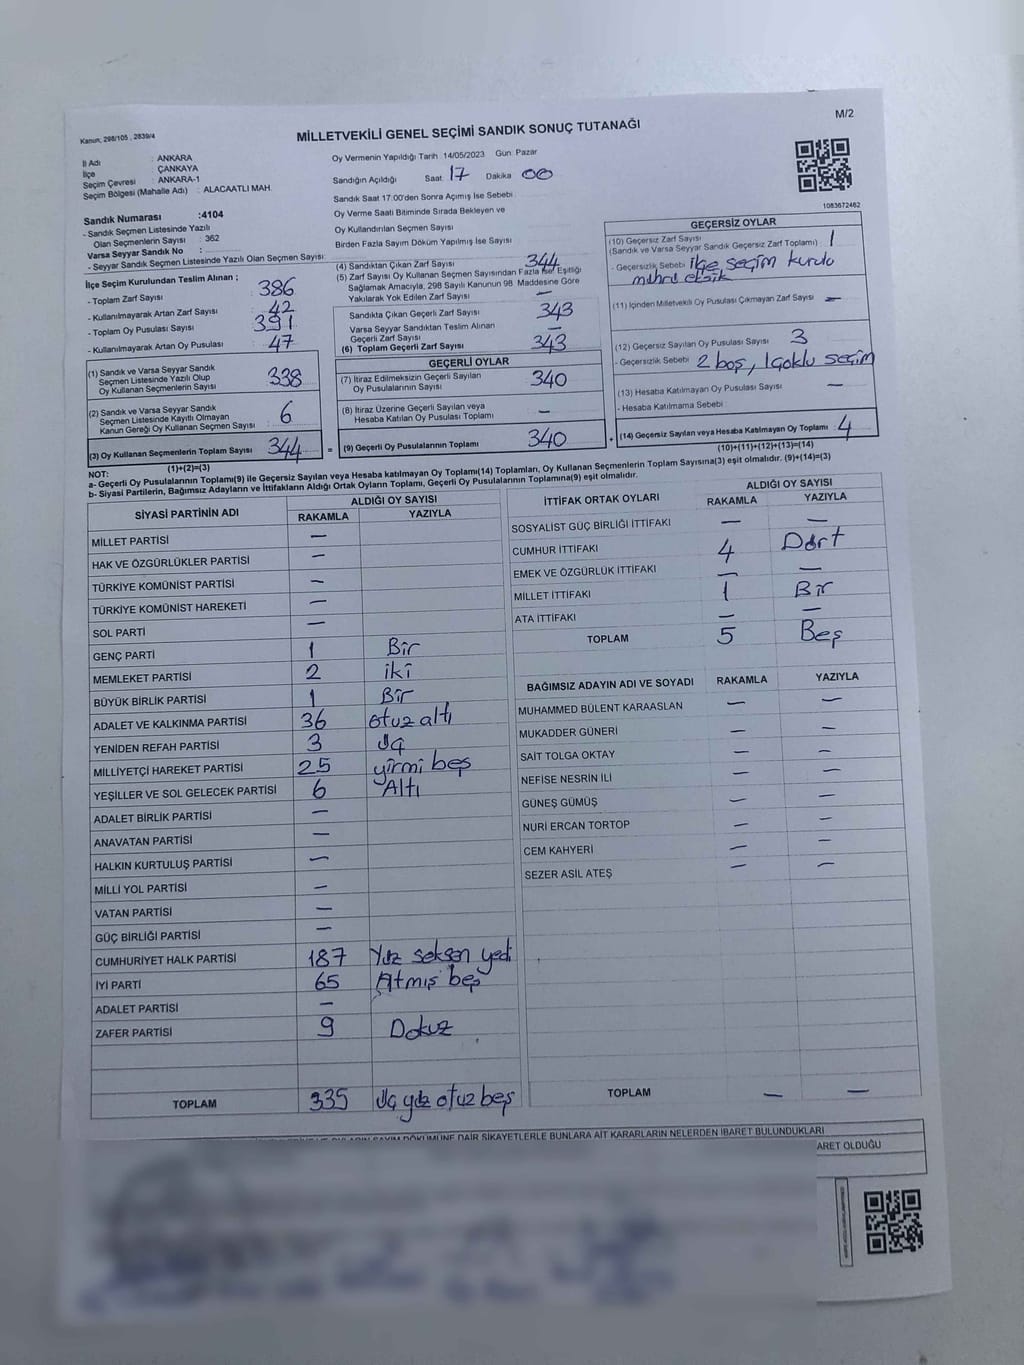 Kanun: 298/105 , 2839/4
M/2
MİLLETVEKİLİ GENEL SEÇİMİ SANDIK SONUÇ TUTANAĞI
İl Adı : ANKARA
İlçe : ÇANKAYA
Seçim Çevresi : ANKARA-1
Seçim Bölgesi (Mahalle Adı) : ALACAATLI MAH.
Oy Vermenin Yapıldığı Tarih :14/05/2023 Gün: Pazar
Sandığın Açıldığı Saat 17 Dakika 00
Sandık Saat 17:00'den Sonra Açımış İse Sebebi
Oy Verme Saati Bitiminde Sırada Bekleyen ve
Oy Kullandırılan Seçmen Sayısı
Birden Fazla Sayım Döküm Yapılmış İse Sayısı
1083672462
Sandık Numarası :4104
- Sandık Seçmen Listesinde Yazılı
Olan Seçmenlerin Sayısı : 362
Varsa Seyyar Sandık No :
- Seyyar Sandık Seçmen Listesinde Yazılı Olan Seçmen Sayısı:
İlçe Seçim Kurulundan Teslim Alınan ;
- Toplam Zarf Sayısı 386
- Kullanılmayarak Artan Zarf Sayısı 42
- Toplam Oy Pusulası Sayısı 391
- Kullanılmayarak Artan Oy Pusulası 47
(1) Sandık ve Varsa Seyyar Sandık
Seçmen Listesinde Yazılı Olup
Oy Kullanan Seçmenlerin Sayısı 338
(2) Sandık ve Varsa Seyyar Sandık
Seçmen Listesinde Kayıtlı Olmayan
Kanun Gereği Oy Kullanan Seçmen Sayısı : 6
(3) Oy Kullanan Seçmenlerin Toplam Sayısı 344 =
(1)+(2)=(3)
(4) Sandıktan Çıkan Zarf Sayısı 344
(5) Zarf Sayısı Oy Kullanan Seçmen Sayısından Fazla İse, Eşitliği
Sağlamak Amacıyla, 298 Sayılı Kanunun 98. Maddesine Göre
Yakılarak Yok Edilen Zarf Sayısı —
Sandıkta Çıkan Geçerli Zarf Sayısı 343
Varsa Seyyar Sandıktan Teslim Alınan
Geçerli Zarf Sayısı —
(6) Toplam Geçerli Zarf Sayısı 343
GEÇERLİ OYLAR
(7) İtiraz Edilmeksizin Geçerli Sayılan
Oy Pusulalarının Sayısı 340
(8) İtiraz Üzerine Geçerli Sayılan veya
Hesaba Katılan Oy Pusulası Toplamı —
(9) Geçerli Oy Pusulalarının Toplamı 340 +
GEÇERSİZ OYLAR
(10) Geçersiz Zarf Sayısı
(Sandık ve Varsa Seyyar Sandık Geçersiz Zarf Toplamı) 1
- Geçersizlik Sebebi ilçe seçim kurulu
mührü eksik
(11) İçinden Milletvekili Oy Pusulası Çıkmayan Zarf Sayısı —
(12) Geçersiz Sayılan Oy Pusulası Sayısı 3
- Geçersizlik Sebebi 2 boş, 1 çoklu seçim
(13) Hesaba Katılmayan Oy Pusulası Sayısı —
- Hesaba Katılmama Sebebi
(14) Geçersiz Sayılan veya Hesaba Katılmayan Oy Toplamı : 4
(10)+(11)+(12)+(13)=(14)
NOT:
a- Geçerli Oy Pusulalarının Toplamı(9) ile Geçersiz Sayılan veya Hesaba katılmayan Oy Toplamı(14) Toplamları, Oy Kullanan Seçmenlerin Toplam Sayısına(3) eşit olmalıdır. (9)+(14)=(3)
b- Siyasi Partilerin, Bağımsız Adayların ve İttifakların Aldığı Ortak Oyların Toplamı, Geçerli Oy Pusulalarının Toplamına(9) eşit olmalıdır.
SİYASİ PARTİNİN ADI
ALDIĞI OY SAYISI
RAKAMLA YAZIYLA
MİLLET PARTİSİ —
HAK VE ÖZGÜRLÜKLER PARTİSİ —
TÜRKİYE KOMÜNİST PARTİSİ —
TÜRKİYE KOMÜNİST HAREKETİ —
SOL PARTİ —
GENÇ PARTİ 1 Bir
MEMLEKET PARTİSİ 2 iki
BÜYÜK BİRLİK PARTİSİ 1 Bir
ADALET VE KALKINMA PARTİSİ 36 otuz altı
YENİDEN REFAH PARTİSİ 3 üç
MİLLİYETÇİ HAREKET PARTİSİ 25 yirmi beş
YEŞİLLER VE SOL GELECEK PARTİSİ 6 Altı
ADALET BİRLİK PARTİSİ —
ANAVATAN PARTİSİ —
HALKIN KURTULUŞ PARTİSİ —
MİLLİ YOL PARTİSİ —
VATAN PARTİSİ —
GÜÇ BİRLİĞİ PARTİSİ —
CUMHURİYET HALK PARTİSİ 187 Yüz seksen yedi
İYİ PARTİ 65 Altmış beş
ADALET PARTİSİ —
ZAFER PARTİSİ 9 Dokuz
TOPLAM 335 üç yüz otuz beş
İTTİFAK ORTAK OYLARI
ALDIĞI OY SAYISI
RAKAMLA YAZIYLA
SOSYALİST GÜÇ BİRLİĞİ İTTİFAKI — —
CUMHUR İTTİFAKI 4 Dört
EMEK VE ÖZGÜRLÜK İTTİFAKI — —
MİLLET İTTİFAKI 1 Bir
ATA İTTİFAKI — —
TOPLAM 5 Beş
BAĞIMSIZ ADAYIN ADI VE SOYADI RAKAMLA YAZIYLA
MUHAMMED BÜLENT KARAASLAN — —
MUKADDER GÜNERİ — —
SAİT TOLGA OKTAY — —
NEFİSE NESRİN İLİ — —
GÜNEŞ GÜMÜŞ — —
NURİ ERCAN TORTOP — —
CEM KAHYERİ — —
SEZER ASİL ATEŞ — —
TOPLAM — —
SAYIM DÖKÜMÜNE DAİR ŞİKAYETLERLE BUNLARA AİT KARARLARIN NELERDEN İBARET BULUNDUKLARI
ARET OLDUĞU